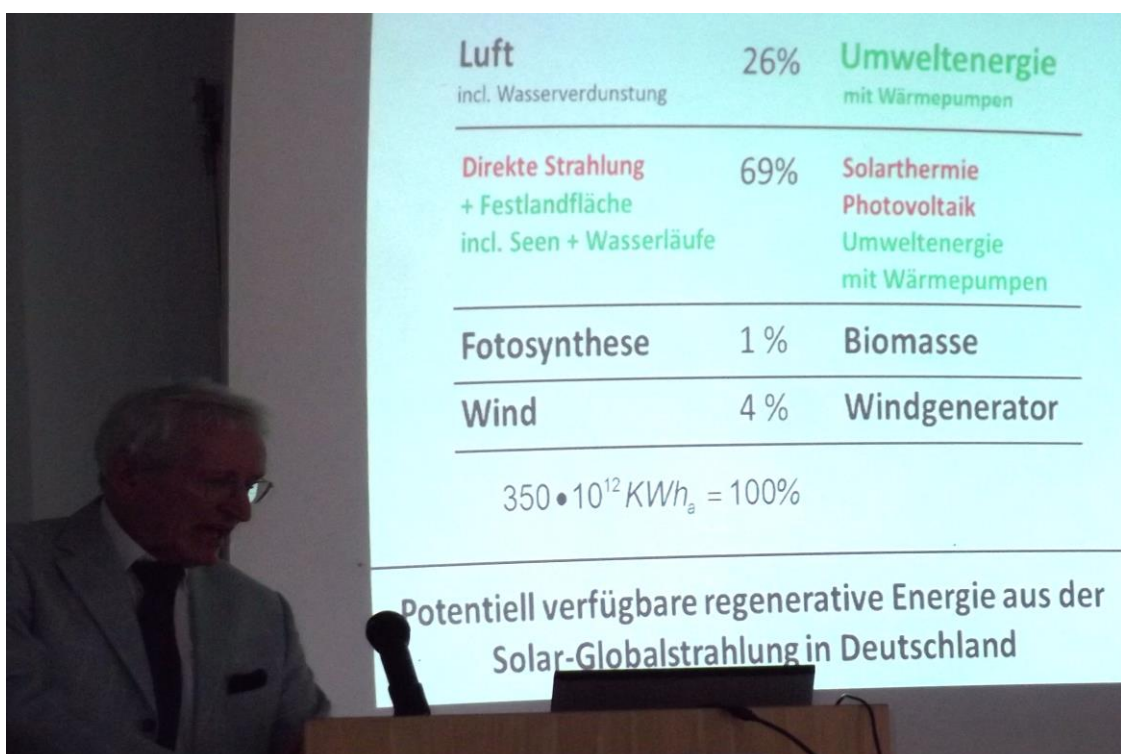 Luft 26% Umweltenergie
incl. Wasserverdunstung mit Wärmepumpen
Direkte Strahlung 69% Solarthermie
+ Festlandfläche Photovoltaik
incl. Seen + Wasserläufe Umweltenergie
mit Wärmepumpen
Fotosynthese 1 % Biomasse
Wind 4 % Windgenerator
350•10¹² KWhₐ = 100%
Potentiell verfügbare regenerative Energie aus der
Solar-Globalstrahlung in Deutschland